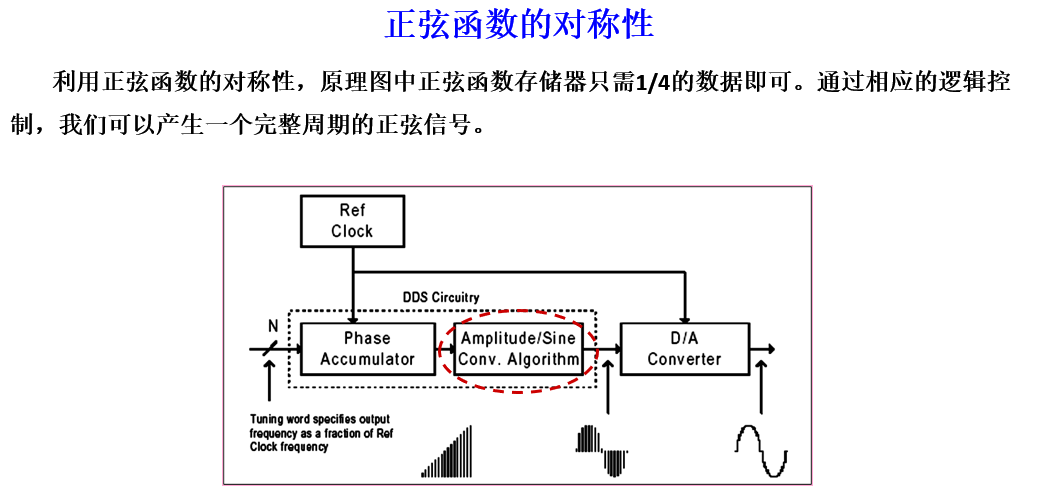 正弦函数的对称性
利用正弦函数的对称性，原理图中正弦函数存储器只需1/4的数据即可。通过相应的逻辑控
制，我们可以产生一个完整周期的正弦信号。
Ref
Clock
DDS Circuitry
N
Phase
Accumulator
Amplitude/Sine
Conv. Algorithm
D/A
Converter
Tuning word specifies output
frequency as a fraction of Ref
Clock frequency